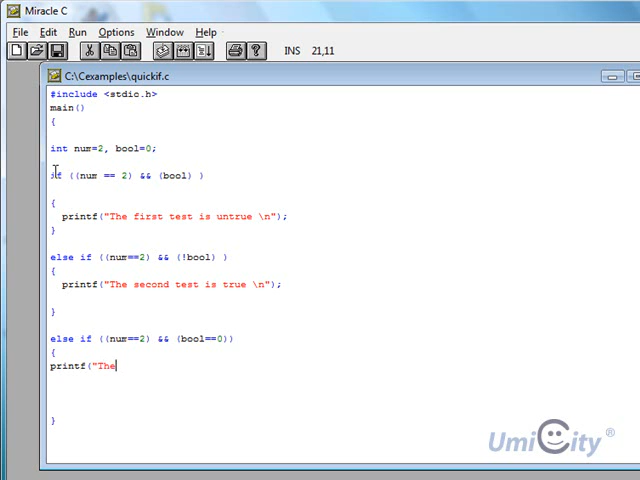 Miracle C
File Edit Run Options Window Help
INS 21,11
C:\Cexamples\quickif.c
#include <stdio.h>
main()
{
int num=2, bool=0;
if ((num == 2) && (bool) )
{
printf("The first test is untrue \n");
}
else if ((num==2) && (!bool) )
{
printf("The second test is true \n");
}
else if ((num==2) && (bool==0))
{
printf("The
}
UmiCity ®